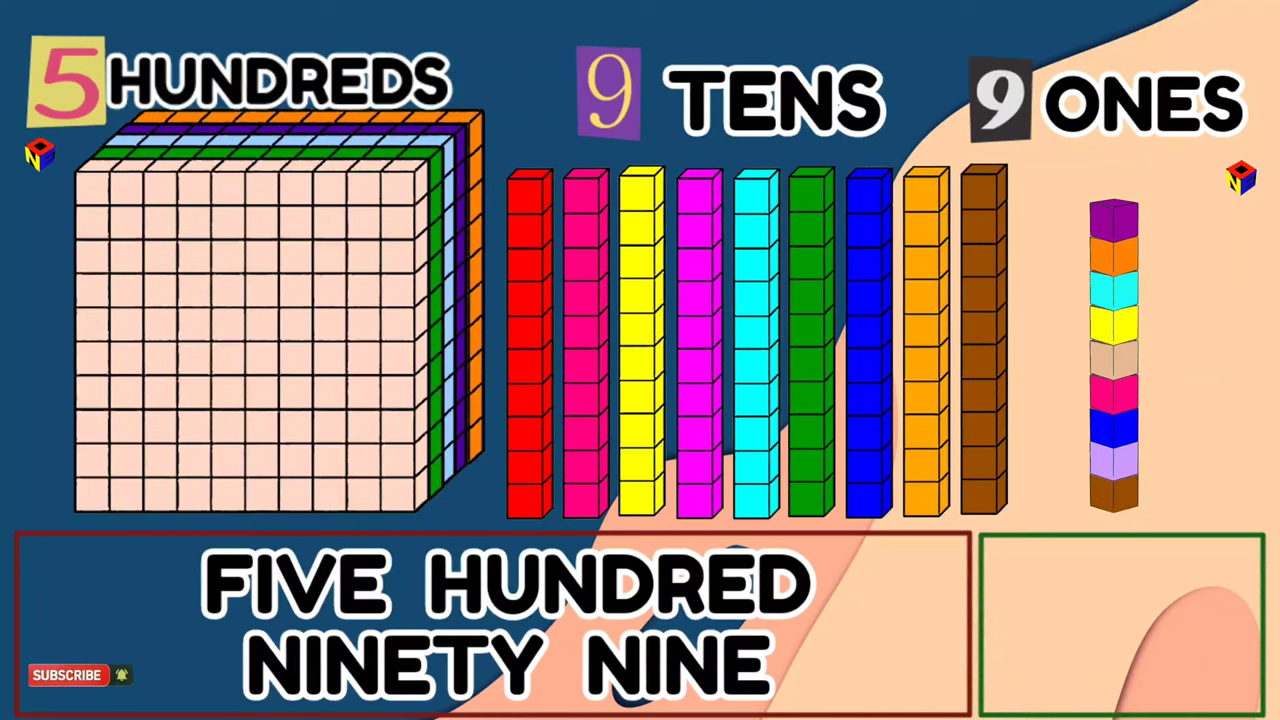 5 HUNDREDS
9 TENS
9 ONES
FIVE HUNDRED
NINETY NINE
SUBSCRIBE
N
N